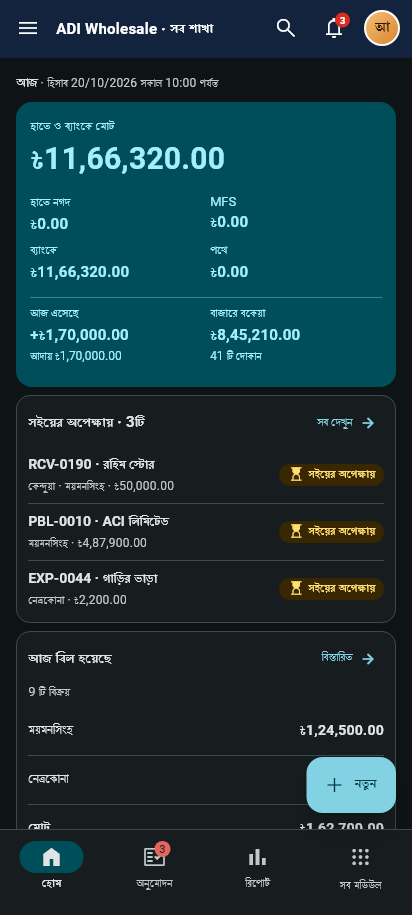 ADI Wholesale · সব শাখা
3
আ
আজ · হিসাব 20/10/2026 সকাল 10:00 পর্যন্ত
হাতে ও ব্যাংকে মোট
৳11,66,320.00
হাতে নগদ
MFS
৳0.00
৳0.00
ব্যাংকে
পথে
৳11,66,320.00
৳0.00
আজ এসেছে
বাজারে বকেয়া
+৳1,70,000.00
৳8,45,210.00
আদায় ৳1,70,000.00
41 টি দোকান
সইয়ের অপেক্ষায় · 3টি
সব দেখুন
RCV-0190 · রহিম স্টোর
কেন্দুয়া · ময়মনসিংহ · ৳50,000.00
সইয়ের অপেক্ষায়
PBL-0010 · ACI লিমিটেড
ময়মনসিংহ · ৳4,87,900.00
সইয়ের অপেক্ষায়
EXP-0044 · গাড়ির ভাড়া
নেত্রকোনা · ৳2,200.00
সইয়ের অপেক্ষায়
আজ বিল হয়েছে
বিস্তারিত
9 টি বিক্রয়
ময়মনসিংহ
৳1,24,500.00
নেত্রকোনা
নতুন
মোট
৳1,62,700.00
3
হোম
অনুমোদন
রিপোর্ট
সব মডিউল